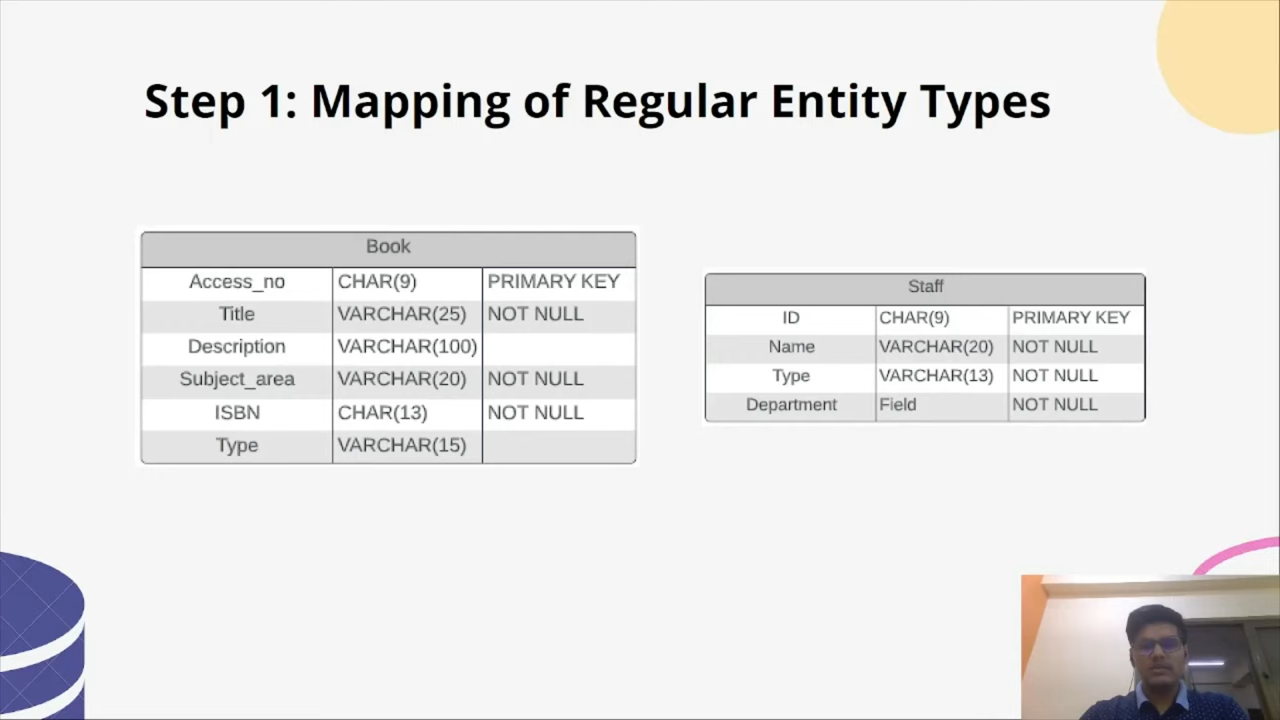 Step 1: Mapping of Regular Entity Types
Book
Access_no CHAR(9) PRIMARY KEY
Title VARCHAR(25) NOT NULL
Description VARCHAR(100)
Subject_area VARCHAR(20) NOT NULL
ISBN CHAR(13) NOT NULL
Type VARCHAR(15)
Staff
ID CHAR(9) PRIMARY KEY
Name VARCHAR(20) NOT NULL
Type VARCHAR(13) NOT NULL
Department Field NOT NULL